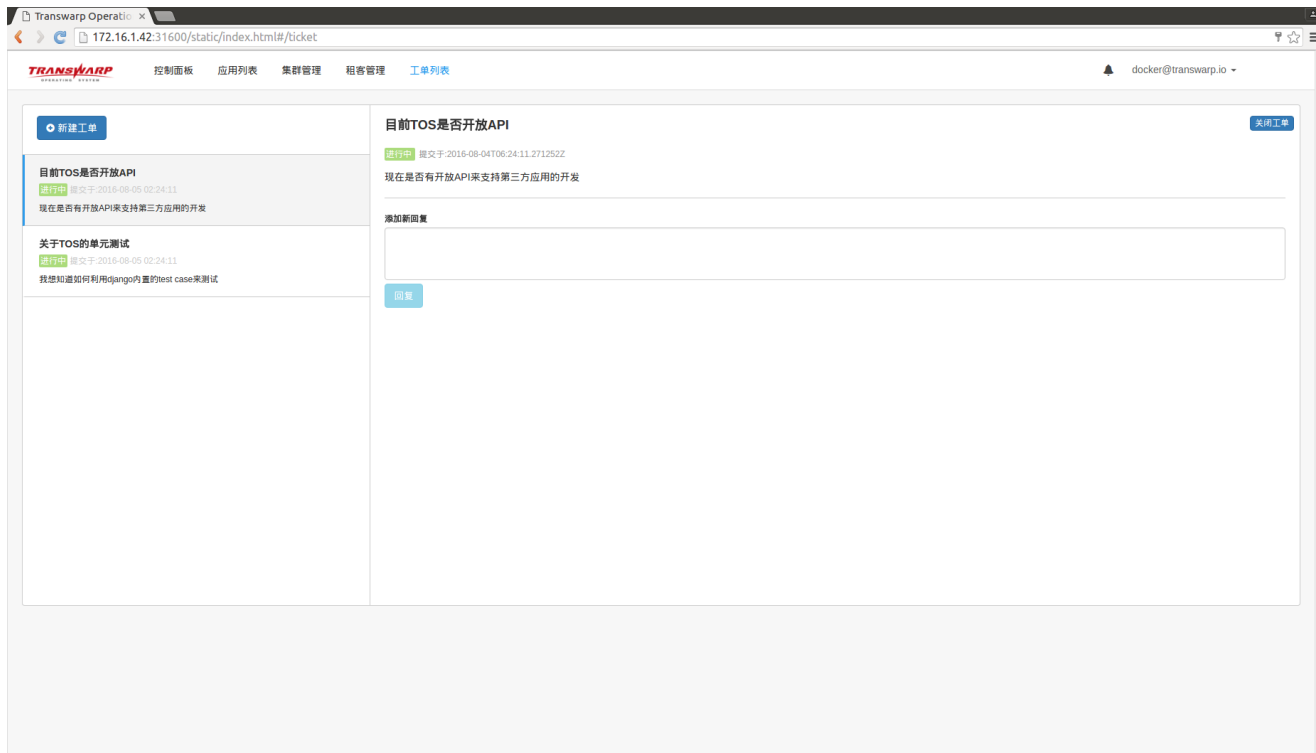 Transwarp Operatio
172.16.1.42:31600/static/index.html#/ticket
TRANSWARP
OPERATING SYSTEM
控制面板 应用列表 集群管理 租客管理 工单列表
docker@transwarp.io
新建工单
目前TOS是否开放API
进行中 提交于:2016-08-05 02:24:11
现在是否有开放API来支持第三方应用的开发
关于TOS的单元测试
进行中 提交于:2016-08-05 02:24:11
我想知道如何利用django内置的test case来测试
目前TOS是否开放API
关闭工单
进行中 提交于:2016-08-04T06:24:11.271252Z
现在是否有开放API来支持第三方应用的开发
添加新回复
回复